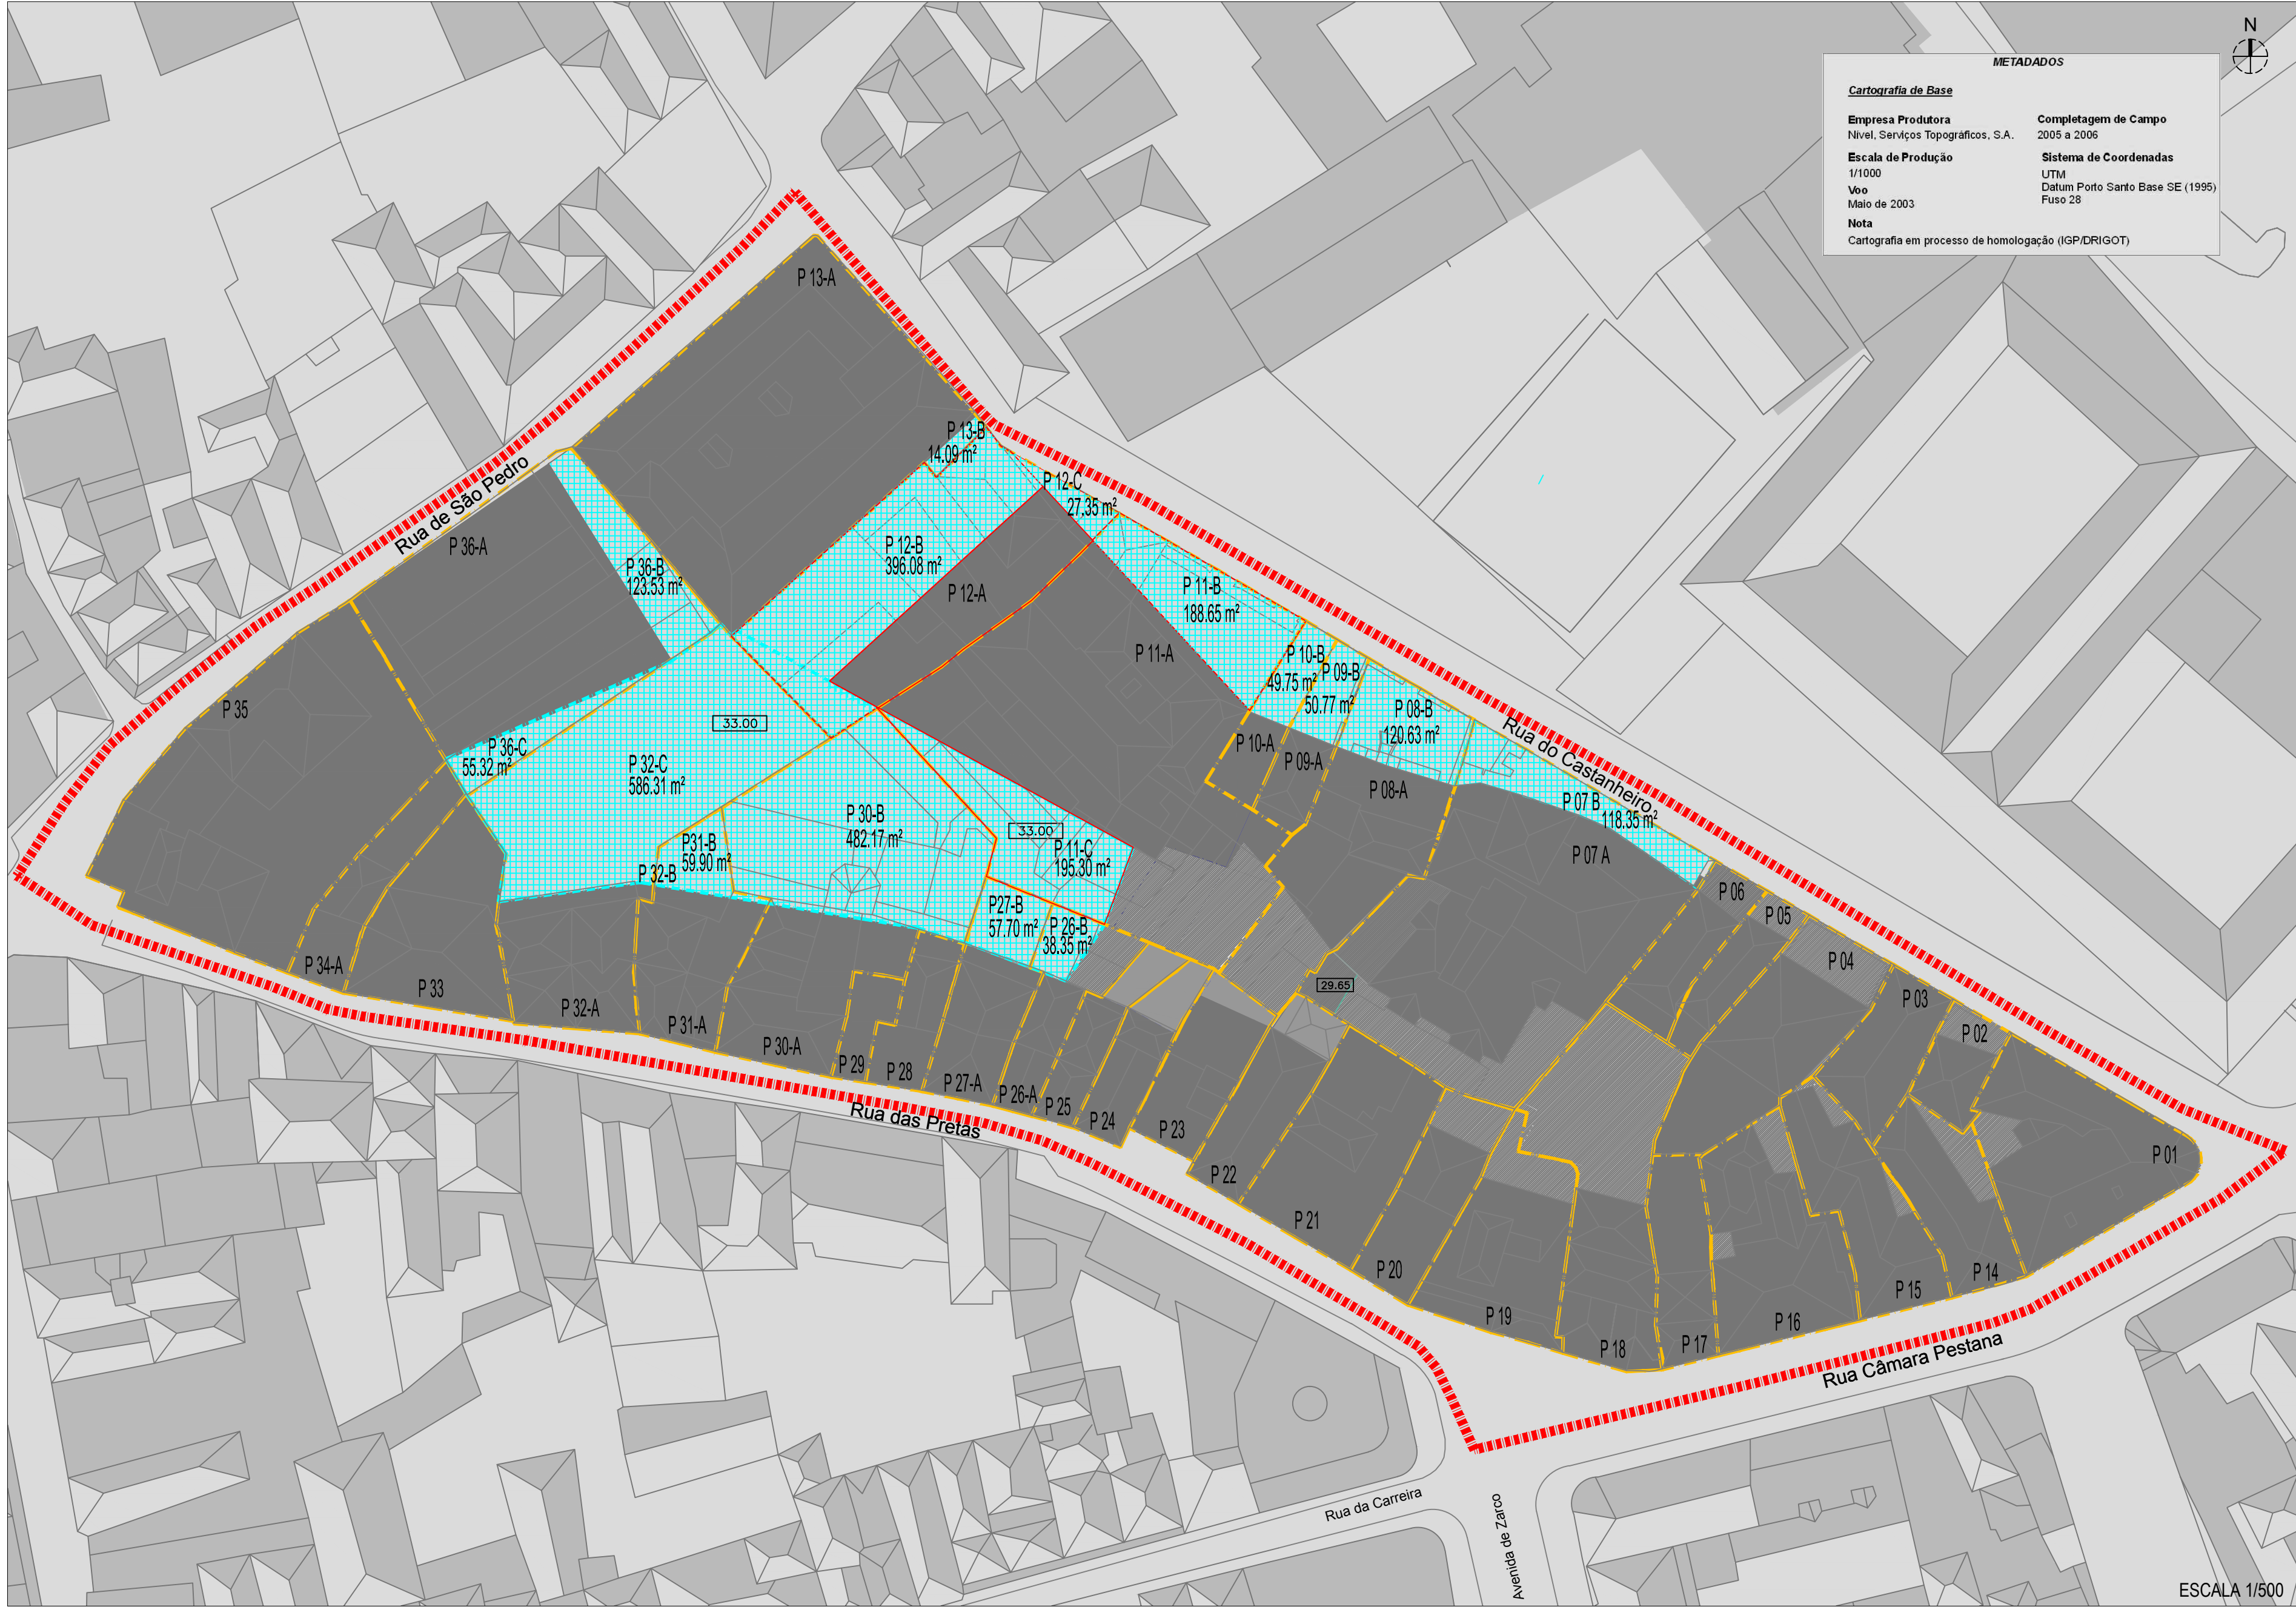 N
METADADOS
Cartografia de Base
Empresa Produtora
Nível, Serviços Topográficos, S.A.
Completagem de Campo
2005 a 2006
Escala de Produção
1/1000
Sistema de Coordenadas
UTM
Datum Porto Santo Base SE (1995)
Fuso 28
Voo
Maio de 2003
Nota
Cartografia em processo de homologação (IGP/DRIGOT)
P 13-A
P 13-B
14.09 m²
Rua de São Pedro
P 12-C
27.35 m²
P 36-A
P 12-B
396.08 m²
P 36-B
123.53 m²
P 12-A
P 11-B
188.65 m²
P 11-A
P 10-B
49.75 m²
P 09-B
50.77 m²
P 35
33.00
P 08-B
120.63 m²
Rua do Castanheiro
P 36-C
55.32 m²
P 10-A
P 09-A
P 32-C
586.31 m²
P 08-A
P 07 B
118.35 m²
P 30-B
482.17 m²
33.00
P 11-C
195.30 m²
P31-B
59.90 m²
P 32-B
P 07 A
P 06
P27-B
57.70 m²
P 26-B
38.35 m²
P 05
P 04
P 34-A
P 33
29.65
P 03
P 32-A
P 31-A
P 30-A
P 02
P 29
P 28
P 27-A
P 26-A
P 25
P 24
P 23
Rua das Pretas
P 22
P 01
P 21
P 20
P 19
P 18
P 17
P 16
P 15
P 14
Rua Câmara Pestana
Rua da Carreira
Avenida de Zarco
ESCALA 1/500